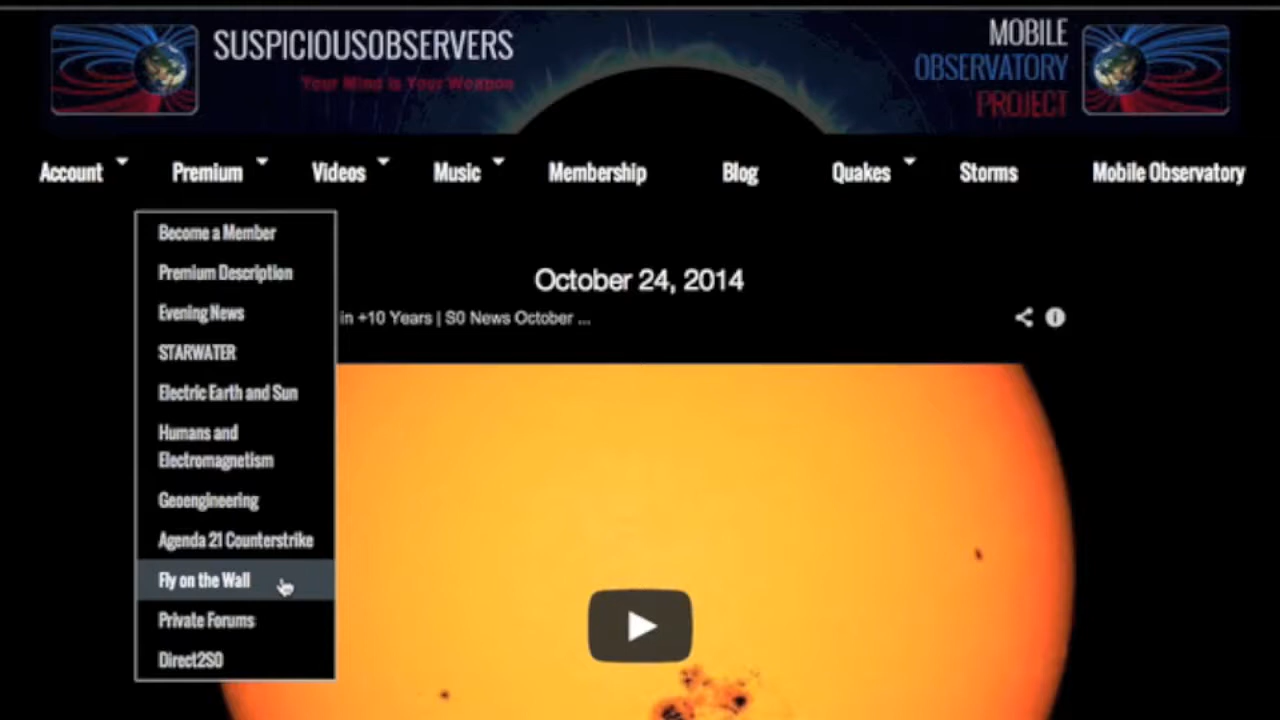 SUSPICIOUSOBSERVERS
Your Mind is Your Weapon
MOBILE
OBSERVATORY
PROJECT
Account Premium Videos Music Membership Blog Quakes Storms Mobile Observatory
Become a Member
Premium Description
Evening News
STARWATER
Electric Earth and Sun
Humans and
Electromagnetism
Geoengineering
Agenda 21 Counterstrike
Fly on the Wall
Private Forums
Direct2S0
October 24, 2014
in +10 Years | S0 News October ...